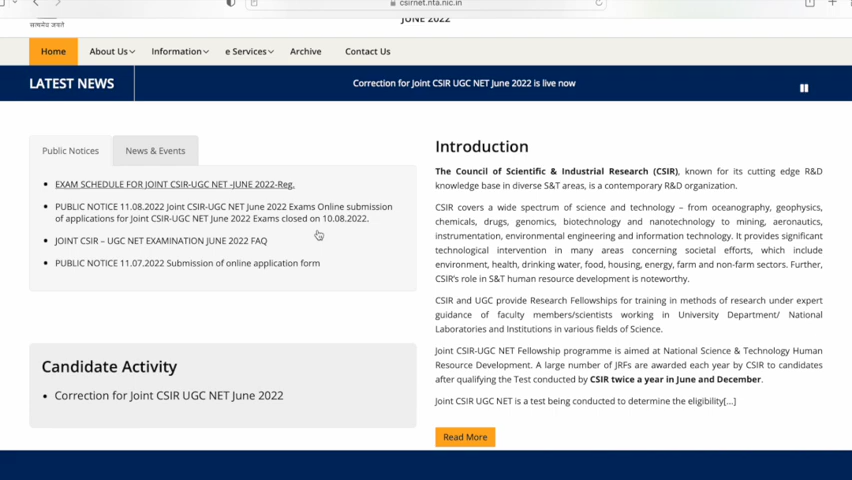 csirnet.nta.nic.in
सत्यमेव जयते
JUNE 2022
Home About Us Information e Services Archive Contact Us
LATEST NEWS
Correction for Joint CSIR UGC NET June 2022 is live now
Public Notices News & Events
EXAM SCHEDULE FOR JOINT CSIR-UGC NET -JUNE 2022-Reg.
PUBLIC NOTICE 11.08.2022 Joint CSIR-UGC NET June 2022 Exams Online submission
of applications for Joint CSIR-UGC NET June 2022 Exams closed on 10.08.2022.
JOINT CSIR – UGC NET EXAMINATION JUNE 2022 FAQ
PUBLIC NOTICE 11.07.2022 Submission of online application form
Candidate Activity
Correction for Joint CSIR UGC NET June 2022
Introduction
The Council of Scientific & Industrial Research (CSIR), known for its cutting edge R&D
knowledge base in diverse S&T areas, is a contemporary R&D organization.
CSIR covers a wide spectrum of science and technology – from oceanography, geophysics,
chemicals, drugs, genomics, biotechnology and nanotechnology to mining, aeronautics,
instrumentation, environmental engineering and information technology. It provides significant
technological intervention in many areas concerning societal efforts, which include
environment, health, drinking water, food, housing, energy, farm and non-farm sectors. Further,
CSIR's role in S&T human resource development is noteworthy.
CSIR and UGC provide Research Fellowships for training in methods of research under expert
guidance of faculty members/scientists working in University Department/ National
Laboratories and Institutions in various fields of Science.
Joint CSIR-UGC NET Fellowship programme is aimed at National Science & Technology Human
Resource Development. A large number of JRFs are awarded each year by CSIR to candidates
after qualifying the Test conducted by CSIR twice a year in June and December.
Joint CSIR UGC NET is a test being conducted to determine the eligibility[...]
Read More